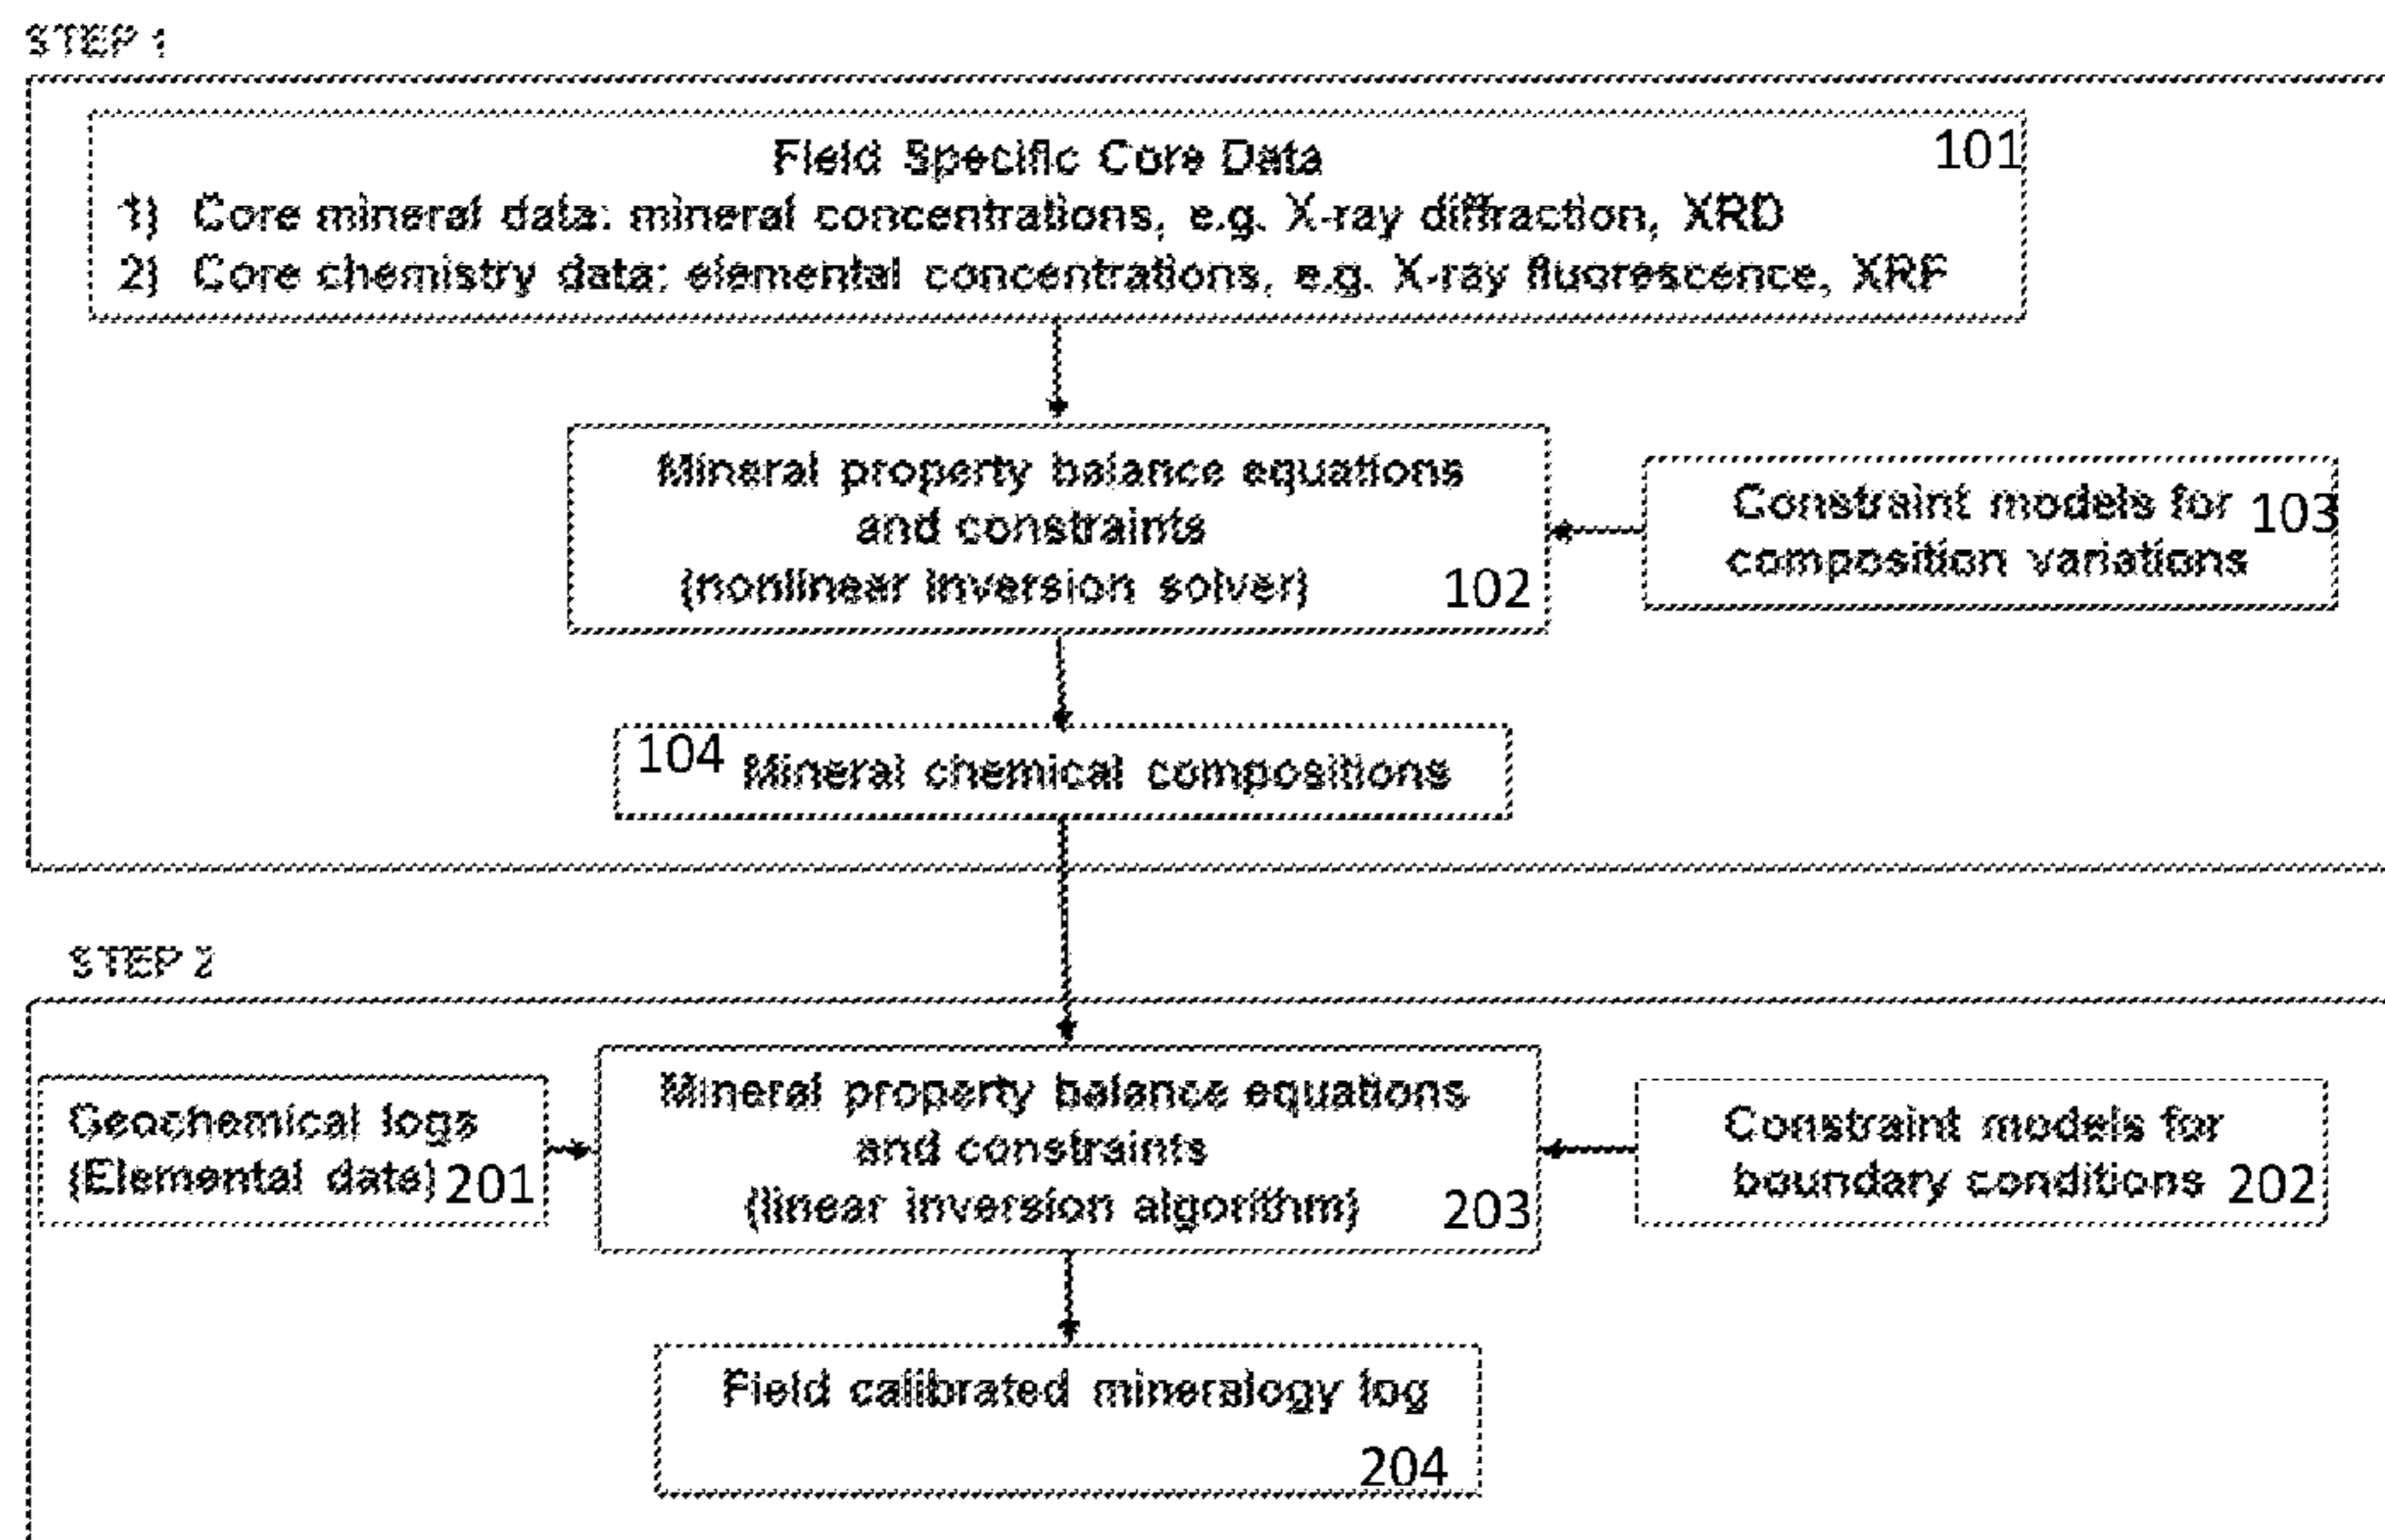 STEP 1
101
Field Specific Core Data
1) Core mineral data: mineral concentrations, e.g. X-ray diffraction, XRD
2) Core chemistry data: elemental concentrations, e.g. X-ray fluorescence, XRF
Mineral property balance equations
and constraints
(nonlinear inversion solver)
102
Constraint models for
composition variations
103
104
Mineral chemical compositions
STEP 2
Geochemical logs
(Elemental data)
201
Mineral property balance equations
and constraints
(linear inversion algorithm)
203
Constraint models for
boundary conditions
202
Field calibrated mineralogy log
204